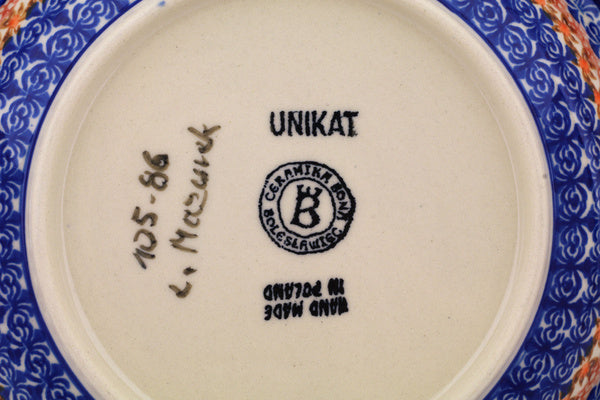 UNIKAT
CERAMIKA BONA
B
BOLESŁAWIEC
HAND MADE
IN POLAND
105-86
L. Mazurek